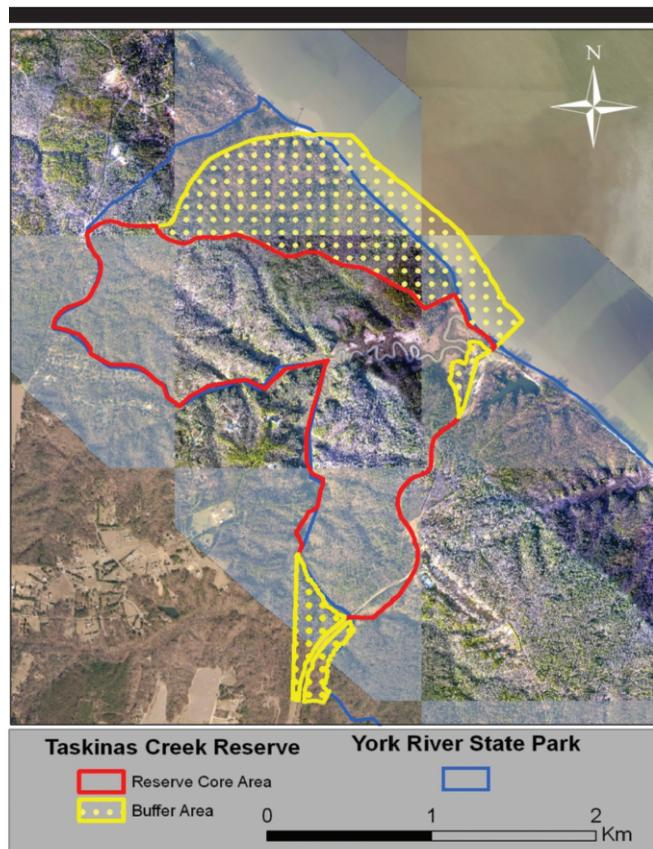 N
Taskinas Creek Reserve
York River State Park
Reserve Core Area
Buffer Area
0 1 2
Km